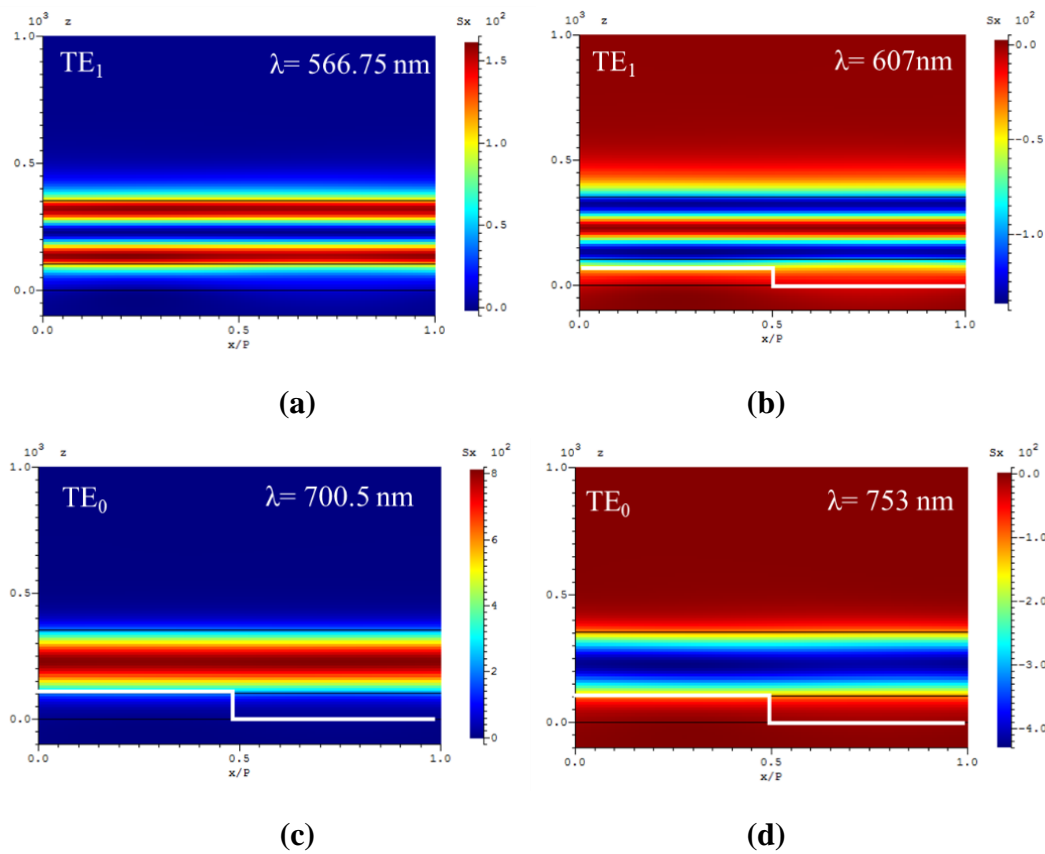 10³ z
Sx 10²
TE₁
λ= 566.75 nm
1.0
0.5
0.0
0.0
0.5
1.0
x/P
1.5
1.0
0.5
0.0
(a)
10³ z
Sx 10²
TE₁
λ= 607nm
1.0
0.5
0.0
0.0
0.5
1.0
x/P
0.0
-0.5
-1.0
(b)
10³ z
Sx 10²
TE₀
λ= 700.5 nm
1.0
0.5
0.0
0.0
0.5
1.0
x/P
8
6
4
2
0
(c)
10³ z
Sx 10²
TE₀
λ= 753 nm
1.0
0.5
0.0
0.0
0.5
1.0
x/P
0.0
-1.0
-2.0
-3.0
-4.0
(d)